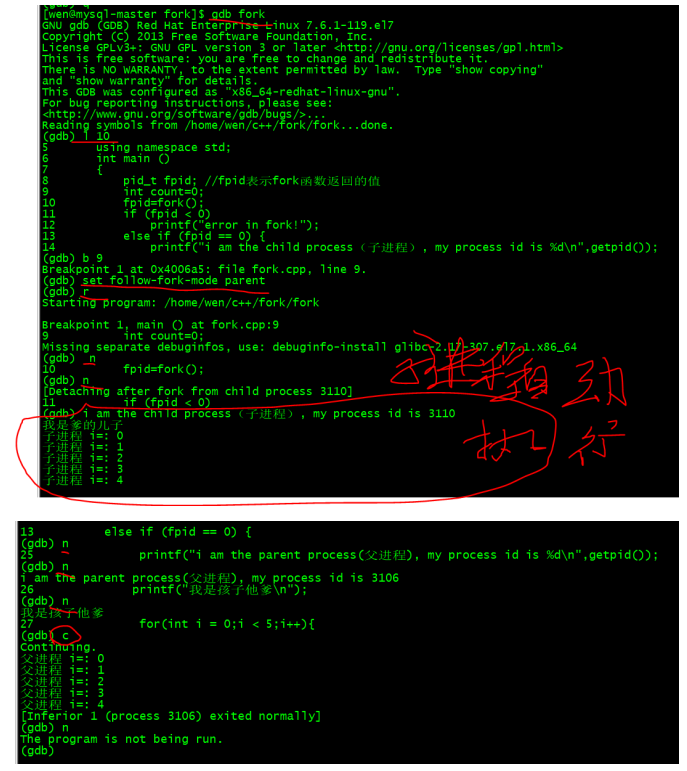 (gdb) q
[wen@mysql-master fork]$ gdb fork
GNU gdb (GDB) Red Hat Enterprise Linux 7.6.1-119.el7
Copyright (C) 2013 Free Software Foundation, Inc.
License GPLv3+: GNU GPL version 3 or later <http://gnu.org/licenses/gpl.html>
This is free software: you are free to change and redistribute it.
There is NO WARRANTY, to the extent permitted by law.  Type "show copying"
and "show warranty" for details.
This GDB was configured as "x86_64-redhat-linux-gnu".
For bug reporting instructions, please see:
<http://www.gnu.org/software/gdb/bugs/>...
Reading symbols from /home/wen/c++/fork/fork...done.
(gdb) l 10
5 using namespace std;
6 int main ()
7 {
8 pid_t fpid; //fpid表示fork函数返回的值
9 int count=0;
10 fpid=fork();
11 if (fpid < 0)
12 printf("error in fork!");
13 else if (fpid == 0) {
14 printf("i am the child process（子进程）, my process id is %d\n",getpid());
(gdb) b 9
Breakpoint 1 at 0x4006a5: file fork.cpp, line 9.
(gdb) set follow-fork-mode parent
(gdb) r
Starting program: /home/wen/c++/fork/fork
Breakpoint 1, main () at fork.cpp:9
9 int count=0;
Missing separate debuginfos, use: debuginfo-install glibc-2.17-307.el7.1.x86_64
(gdb) n
10 fpid=fork();
(gdb) n
[Detaching after fork from child process 3110]
11 if (fpid < 0)
(gdb) i am the child process（子进程）, my process id is 3110
我是爹的儿子
子进程 i=: 0
子进程 i=: 1
子进程 i=: 2
子进程 i=: 3
子进程 i=: 4
子进程自动
执行
13 else if (fpid == 0) {
(gdb) n
25 printf("i am the parent process(父进程), my process id is %d\n",getpid());
(gdb) n
i am the parent process(父进程), my process id is 3106
26 printf("我是孩子他爹\n");
(gdb) n
我是孩子他爹
27 for(int i = 0;i < 5;i++){
(gdb) c
Continuing.
父进程 i=: 0
父进程 i=: 1
父进程 i=: 2
父进程 i=: 3
父进程 i=: 4
[Inferior 1 (process 3106) exited normally]
(gdb) n
The program is not being run.
(gdb)